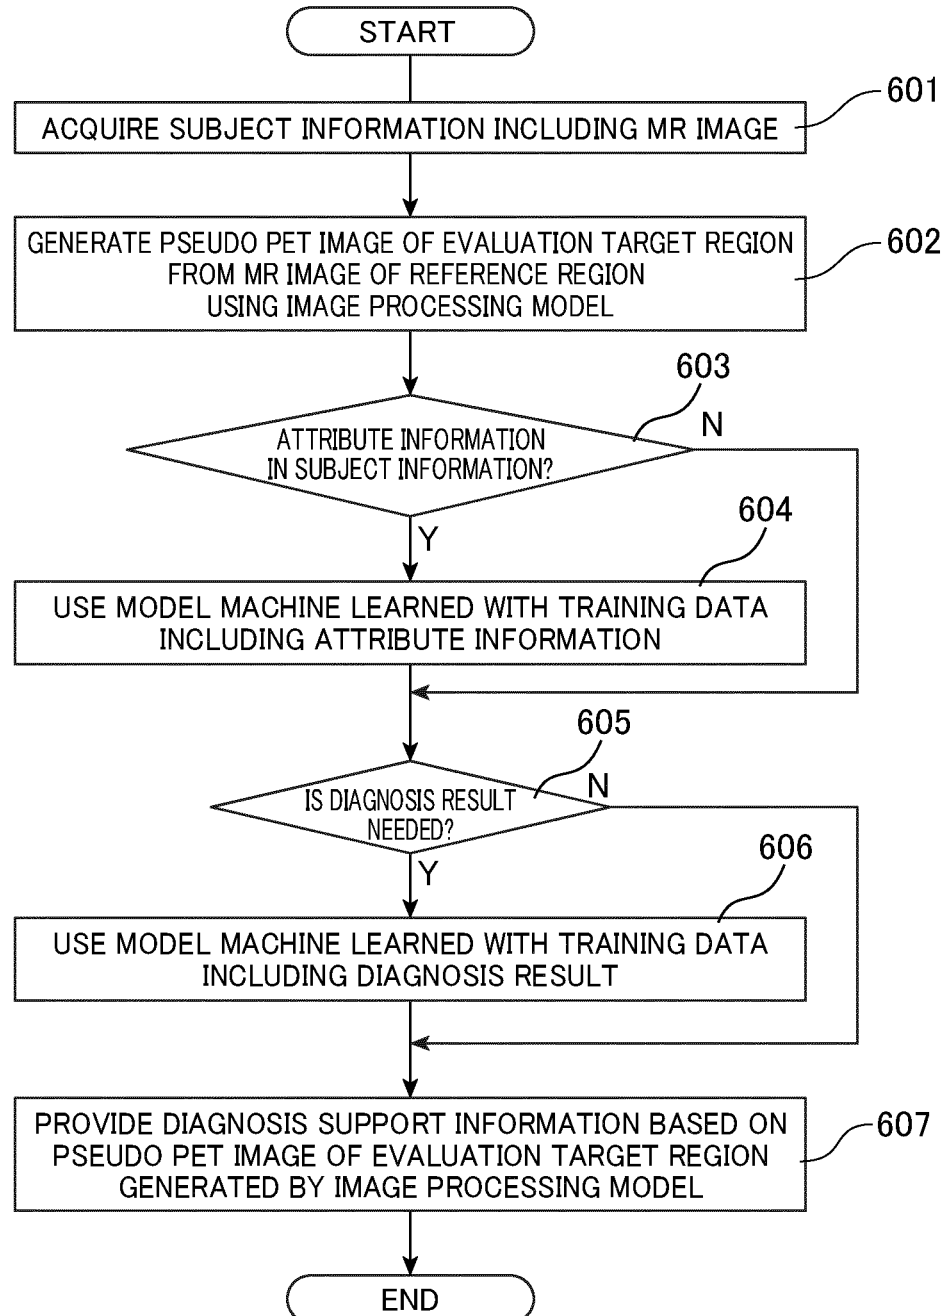 START
601
ACQUIRE SUBJECT INFORMATION INCLUDING MR IMAGE
GENERATE PSEUDO PET IMAGE OF EVALUATION TARGET REGION
FROM MR IMAGE OF REFERENCE REGION
USING IMAGE PROCESSING MODEL
602
603
N
ATTRIBUTE INFORMATION
IN SUBJECT INFORMATION?
Y
604
USE MODEL MACHINE LEARNED WITH TRAINING DATA
INCLUDING ATTRIBUTE INFORMATION
605
N
IS DIAGNOSIS RESULT
NEEDED?
Y
606
USE MODEL MACHINE LEARNED WITH TRAINING DATA
INCLUDING DIAGNOSIS RESULT
PROVIDE DIAGNOSIS SUPPORT INFORMATION BASED ON
PSEUDO PET IMAGE OF EVALUATION TARGET REGION
GENERATED BY IMAGE PROCESSING MODEL
607
END